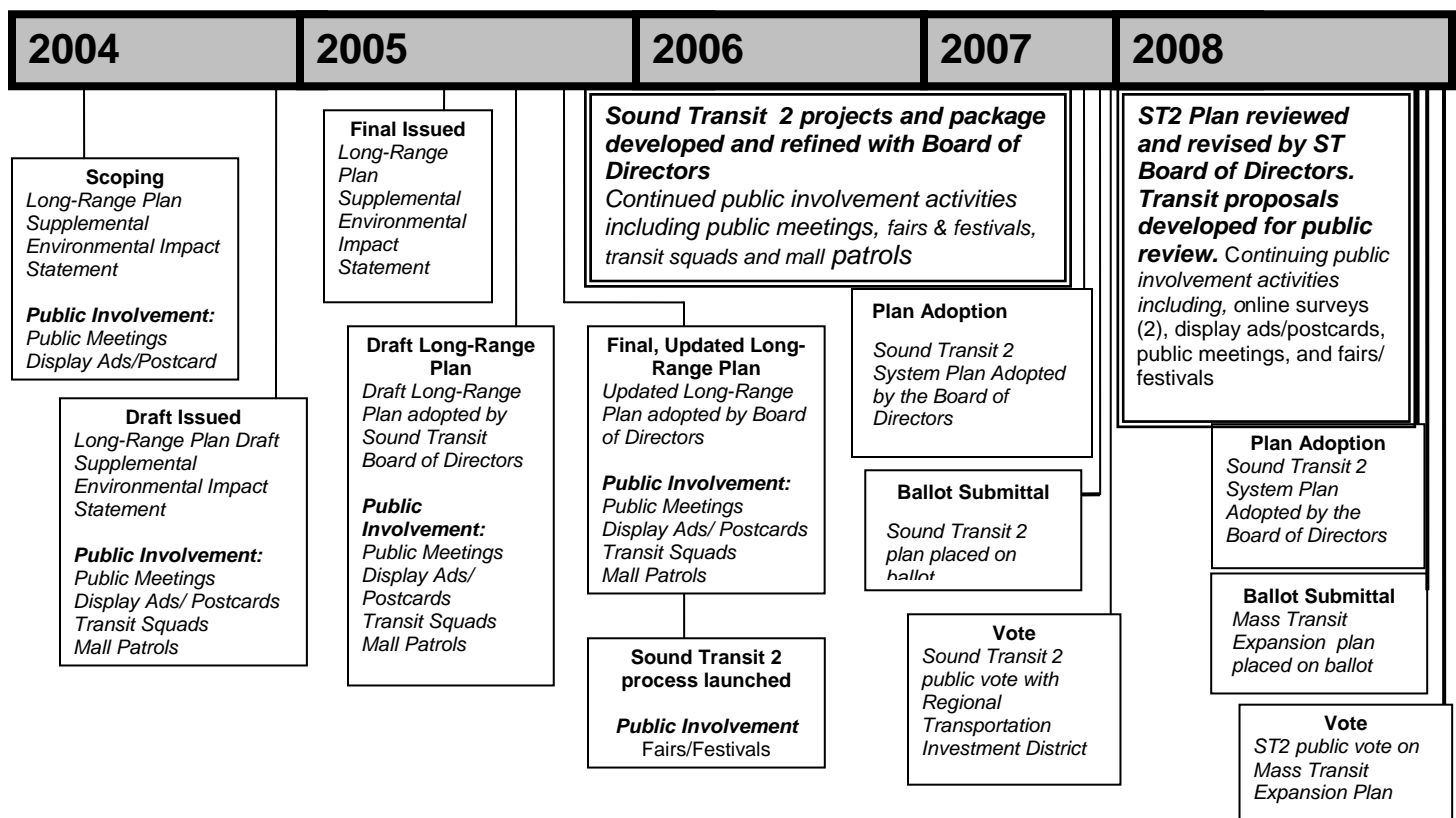 2004
2005
2006
2007
2008
Scoping
Long-Range Plan
Supplemental
Environmental Impact
Statement
Public Involvement:
Public Meetings
Display Ads/Postcard
Draft Issued
Long-Range Plan Draft
Supplemental
Environmental Impact
Statement
Public Involvement:
Public Meetings
Display Ads/ Postcards
Transit Squads
Mall Patrols
Final Issued
Long-Range
Plan
Supplemental
Environmental
Impact
Statement
Draft Long-Range
Plan
Draft Long-Range
Plan adopted by
Sound Transit
Board of Directors
Public
Involvement:
Public Meetings
Display Ads/
Postcards
Transit Squads
Mall Patrols
Sound Transit 2 projects and package
developed and refined with Board of
Directors
Continued public involvement activities
including public meetings, fairs & festivals,
transit squads and mall patrols
Final, Updated Long-
Range Plan
Updated Long-Range
Plan adopted by Board
of Directors
Public Involvement:
Public Meetings
Display Ads/ Postcards
Transit Squads
Mall Patrols
Sound Transit 2
process launched
Public Involvement
Fairs/Festivals
Plan Adoption
Sound Transit 2
System Plan Adopted
by the Board of
Directors
Ballot Submittal
Sound Transit 2
plan placed on
ballot
Vote
Sound Transit 2
public vote with
Regional
Transportation
Investment District
ST2 Plan reviewed
and revised by ST
Board of Directors.
Transit proposals
developed for public
review. Continuing public
involvement activities
including, online surveys
(2), display ads/postcards,
public meetings, and fairs/
festivals
Plan Adoption
Sound Transit 2
System Plan
Adopted by the
Board of Directors
Ballot Submittal
Mass Transit
Expansion plan
placed on ballot
Vote
ST2 public vote on
Mass Transit
Expansion Plan